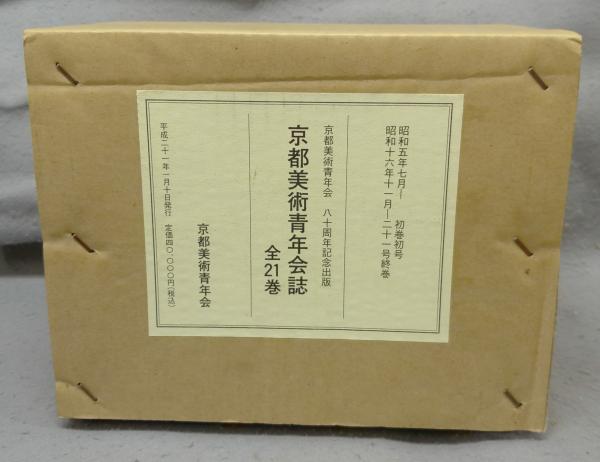 昭和五年七月― 初巻初号
昭和十六年十一月―二十一号終巻
京都美術青年会 八十周年記念出版
京都美術青年会誌
全21巻
京都美術青年会
平成二十一年一月十日発行 定価四〇,〇〇〇円(税込)